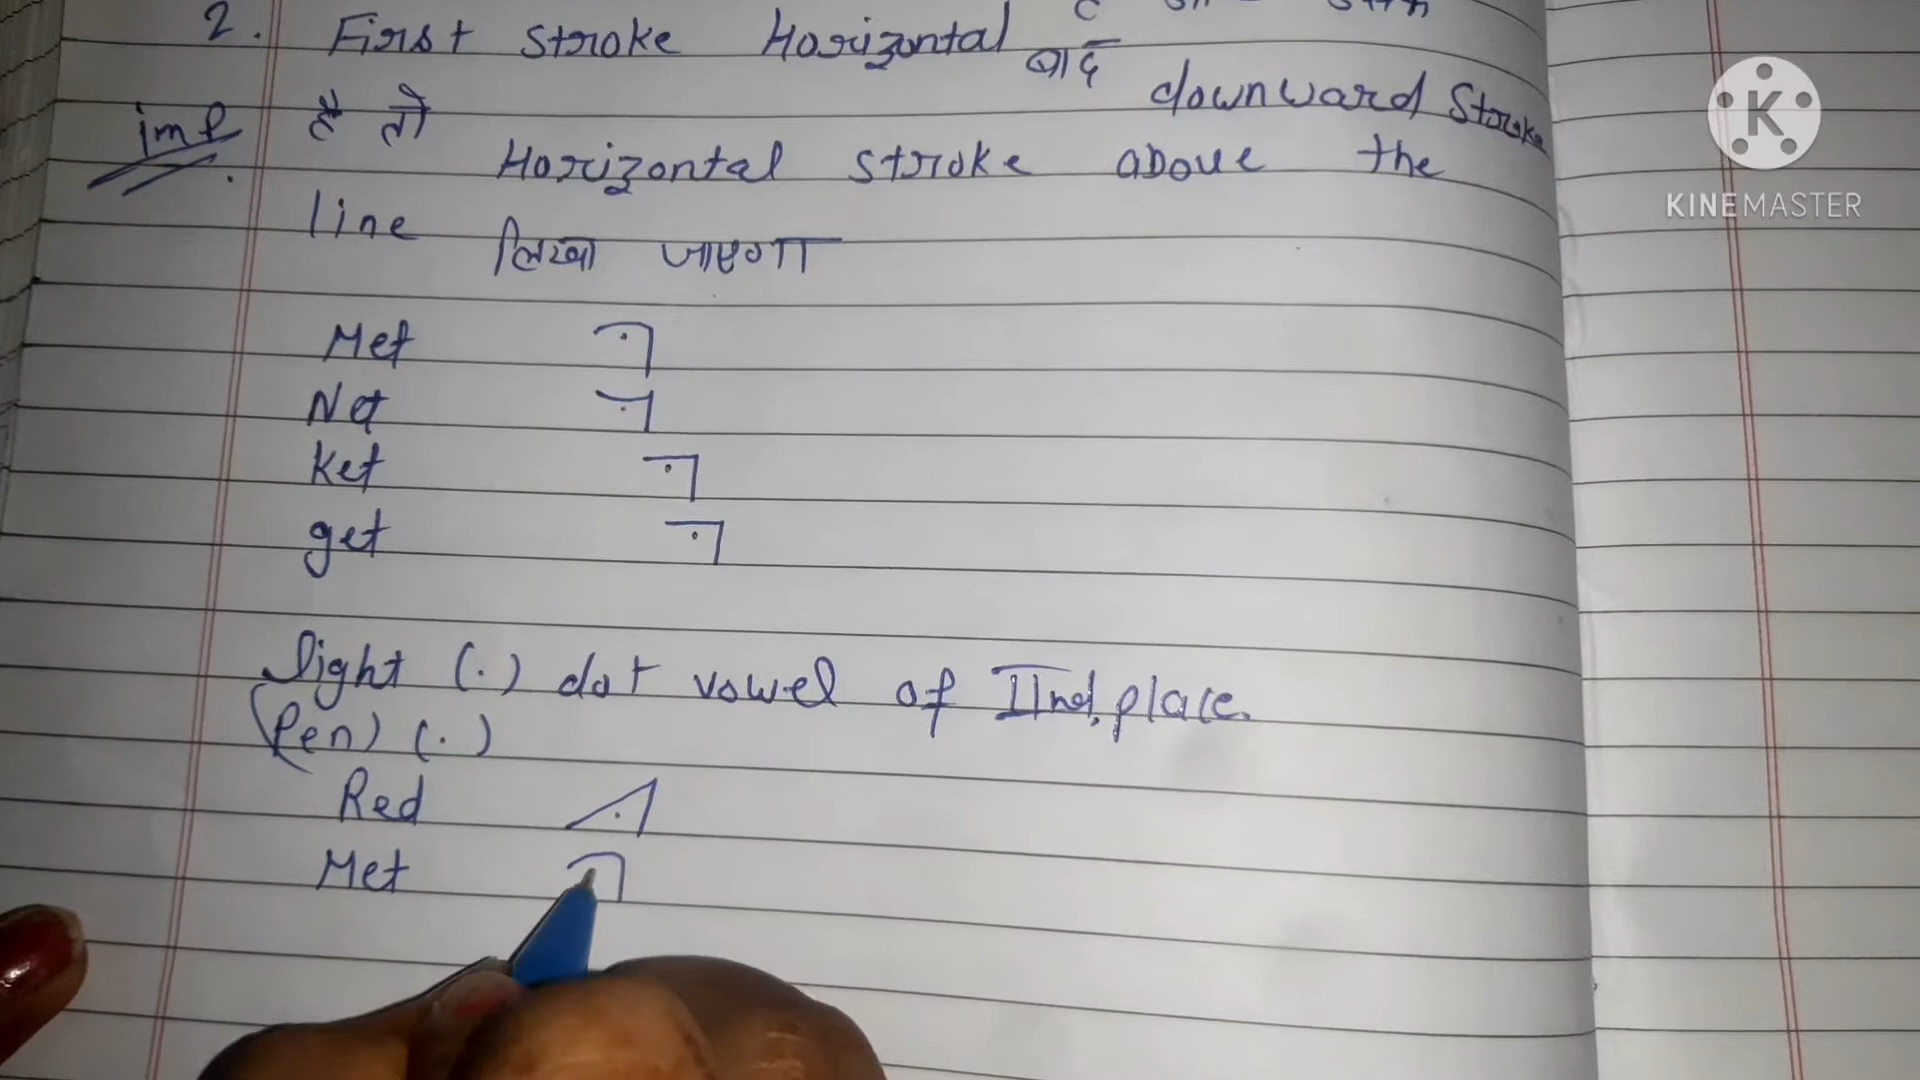 2. First stroke Horizontal बाद downward Stroke
imp है तो
Horizontal stroke above the
line लिखा जाएगा
Met
Net
Ket
get
light (.) dot vowel of IInd. place.
(Pen) (.)
Red
Met
K
KINEMASTER